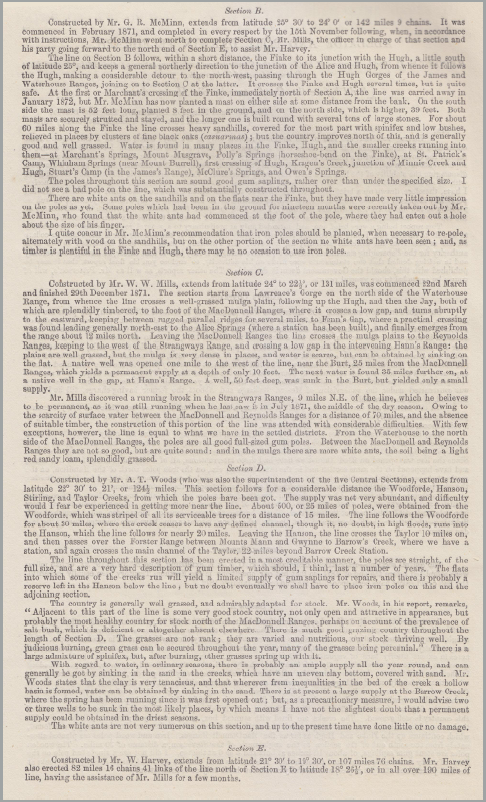 Section B.
Constructed by Mr. G. R. McMinn, extends from latitude 25° 30' to 24° 0' or 142 miles 9 chains. It was
commenced in February 1871, and completed in every respect by the 15th November following, when, in accordance
with instructions, Mr. McMinn went north to complete Section C, Mr. Mills, the officer in charge of that section and
his party going forward to the north end of Section E, to assist Mr. Harvey.
The line on Section B follows, within a short distance, the Finke to its junction with the Hugh, a little south
of latitude 25°, and keeps a general northerly direction to the junction of the Alice and Hugh, from whence it follows
the Hugh, making a considerable detour to the north-west, passing through the Hugh Gorges of the James and
Waterhouse Ranges, joining on to Section C at the latter. It crosses the Finke and Hugh several times, but is quite
safe. At the first or Marchant's crossing of the Finke, immediately north of Section A, the line was carried away in
January 1872, but Mr. McMinn has now planted a mast on either side at some distance from the bank. On the south
side the mast is 52 feet long, planted 8 feet in the ground, and on the north side, which is higher, 39 feet. Both
masts are securely strutted and stayed, and the longer one is built round with several tons of large stones. For about
60 miles along the Finke the line crosses heavy sandhills, covered for the most part with spinifex and low bushes,
relieved in places by clusters of fine black oaks (casuarinas); but the country improves north of this, and is generally
good and well grassed. Water is found in many places in the Finke, Hugh, and the smaller creeks running into
them—at Marchant's Springs, Mount Musgrave, Polly's Springs (horseshoe-bend on the Finke), at St. Patrick's
Camp, Whidnam Springs (near Mount Burrell), first crossing of Hugh, Kragen's Creek, junction of Minnie Creek and
Hugh, Stuart's Camp (in the James's Range), McClure's Springs, and Owen's Springs.
The poles throughout this section are sound good gum saplings, rather over than under the specified size. I
did not see a bad pole on the line, which was substantially constructed throughout.
There are white ants on the sandhills and on the flats near the Finke, but they have made very little impression
on the poles as yet. Some poles which had been in the ground for nineteen months were recently taken out by Mr.
McMinn, who found that the white ants had commenced at the foot of the pole, where they had eaten out a hole
about the size of his finger.
I quite concur in Mr. McMinn's recommendation that iron poles should be planted, when necessary to re-pole,
alternately with wood on the sandhills, but on the other portion of the section no white ants have been seen; and, as
timber is plentiful in the Finke and Hugh, there may be no occasion to use iron poles.
Section C.
Constructed by Mr. W. W. Mills, extends from latitude 24° to 22½°, or 131 miles, was commenced 22nd March
and finished 29th December 1871. The section starts from Lawrence's Gorge on the north side of the Waterhouse
Range, from whence the line crosses a well-grassed mulga plain, following up the Hugh, and then the Jay, both of
which are splendidly timbered, to the foot of the MacDonnell Ranges, where it crosses a low gap, and turns abruptly
to the eastward, keeping between rugged parallel ridges for several miles, to Fenn's Gap, where a practical crossing
was found leading generally north-east to the Alice Springs (where a station has been built), and finally emerges from
the range about 12 miles north. Leaving the MacDonnell Ranges the line crosses the mulga plains to the Reynolds
Ranges, keeping to the west of the Strangways Range, and crossing a low gap in the intervening Hann's Range: the
plains are well grassed, but the mulga is very dense in places, and water is scarce, but can be obtained by sinking on
the flat. A native well was opened one mile to the west of the line, near the Burt, 25 miles from the MacDonnell
Ranges, which yields a permanent supply at a depth of only 10 feet. The next water is found 35 miles further on, at
a native well in the gap, at Hann's Range. A well, 50 feet deep, was sunk in the Burt, but yielded only a small
supply.
Mr. Mills discovered a running brook in the Strangways Ranges, 9 miles N.E. of the line, which he believes
to be permanent, as it was still running when he last saw it in July 1871, the middle of the dry season. Owing to
the scarcity of surface water between the MacDonnell and Reynolds Ranges for a distance of 70 miles, and the absence
of suitable timber, the construction of this portion of the line was attended with considerable difficulties. With few
exceptions, however, the line is equal to what we have in the settled districts. From the Waterhouse to the north
side of the MacDonnell Ranges, the poles are all good full-sized gum poles. Between the MacDonnell and Reynolds
Ranges they are not so good, but are quite sound: and in the mulga there are more white ants, the soil being a light
red sandy loam, splendidly grassed.
Section D.
Constructed by Mr. A. T. Woods (who was also the superintendent of the five Central Sections), extends from
latitude 22° 30' to 21°, or 124½ miles. This section follows for a considerable distance the Woodforde, Hanson,
Stirling, and Taylor Creeks, from which the poles have been got. The supply was not very abundant, and difficulty
would I fear be experienced in getting more near the line. About 500, or 25 miles of poles, were obtained from the
Woodforde, which was stripped of all its serviceable trees for a distance of 15 miles. The line follows the Woodforde
for about 30 miles, where the creek ceases to have any defined channel, though it, no doubt, in high floods, runs into
the Hanson, which the line follows for nearly 20 miles. Leaving the Hanson, the line crosses the Taylor 10 miles on,
and then passes over the Forster Range between Mounts Mann and Gwynne to Barrow's Creek, where we have a
station, and again crosses the main channel of the Taylor, 22 miles beyond Barrow Creek Station.
The line throughout this section has been erected in a most creditable manner, the poles are straight, of the
full size, and are a very hard description of gum timber, which should, I think, last a number of years. The flats
into which some of the creeks run will yield a limited supply of gum saplings for repairs, and there is probably a
reserve left in the Hanson below the line; but no doubt eventually we shall have to place iron poles on this and the
adjoining section.
The country is generally well grassed, and admirably adapted for stock. Mr. Woods, in his report, remarks,
"Adjacent to this part of the line is some very good stock country, not only open and attractive in appearance, but
probably the most healthy country for stock north of the MacDonnell Ranges, perhaps on account of the prevalence of
salt bush, which is deficient or altogether absent elsewhere. There is much good grazing country throughout the
length of Section D. The grasses are not rank; they are varied and nutritious, our stock thriving well. By
judicious burning, green grass can be secured throughout the year, many of the grasses being perennial." There is a
large admixture of spinifex, but, after burning, other grasses spring up with it.
With regard to water, in ordinary seasons, there is probably an ample supply all the year round, and can
generally be got by sinking in the sand in the creeks, which have an uneven clay bottom, covered with sand. Mr.
Woods states that the clay is very tenacious, and that wherever from inequalities in the bed of the creek a hollow
basin is formed, water can be obtained by sinking in the sand. There is at present a large supply at the Barrow Creek,
where the spring has been running since it was first opened out; but, as a precautionary measure, I would advise two
or three wells to be sunk in the most likely places, by which means I have not the slightest doubt that a permanent
supply could be obtained in the driest seasons.
The white ants are not very numerous on this section, and up to the present time have done little or no damage.
Section E.
Constructed by Mr. W. Harvey, extends from latitude 21° 30' to 19° 30', or 107 miles 76 chains. Mr. Harvey
also erected 82 miles 14 chains 41 links of the line north of Section E to latitude 18° 25½', or in all over 190 miles of
line, having the assistance of Mr. Mills for a few months.